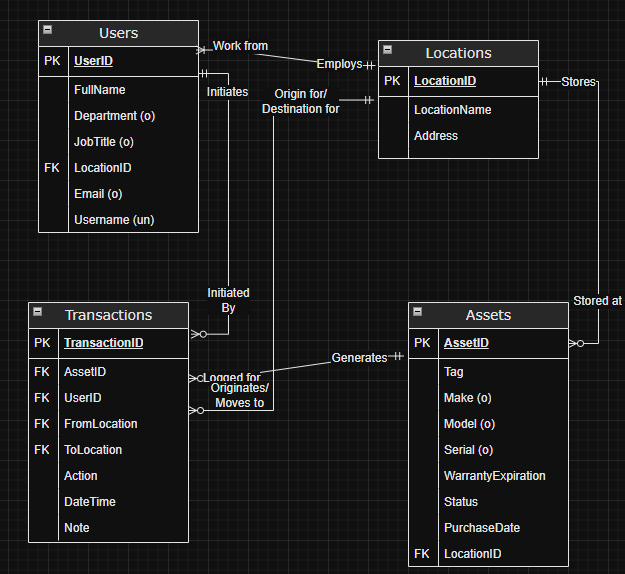 Users
PK UserID
FullName
Department (o)
JobTitle (o)
FK LocationID
Email (o)
Username (un)
Work from
Employs
Initiates
Origin for/
Destination for
Locations
PK LocationID
LocationName
Address
Stores
Initiated
By
Stored at
Transactions
PK TransactionID
FK AssetID
FK UserID
FK FromLocation
FK ToLocation
Action
DateTime
Note
Generates
Logged for
Originates/
Moves to
Assets
PK AssetID
Tag
Make (o)
Model (o)
Serial (o)
WarrantyExpiration
Status
PurchaseDate
FK LocationID